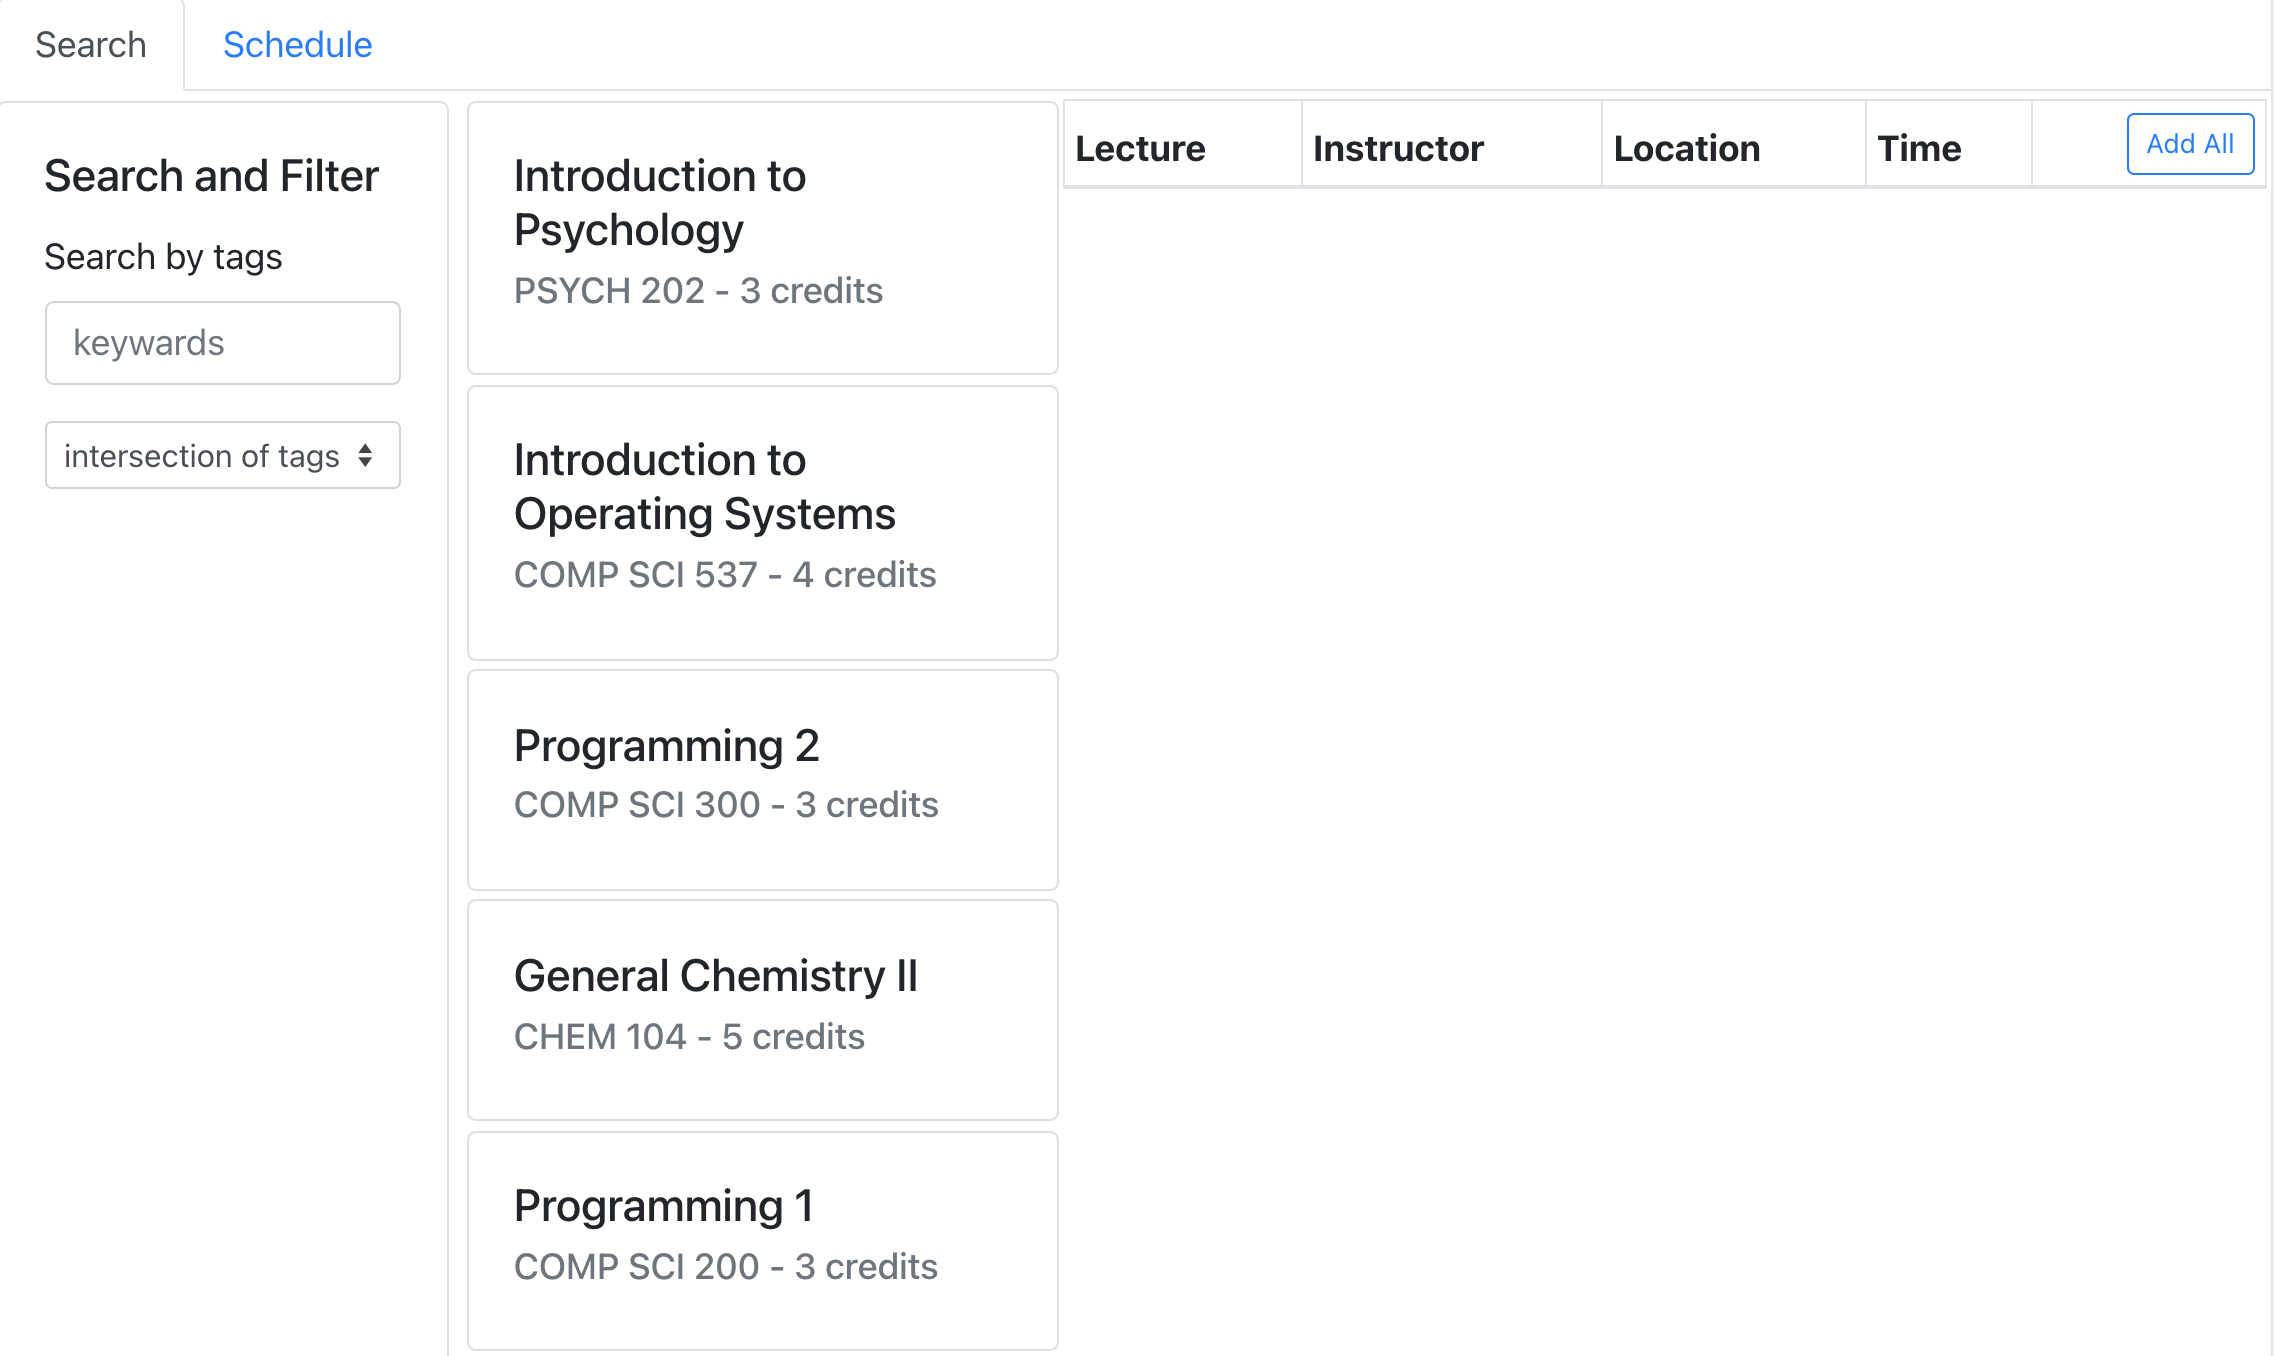 Search
Schedule
Search and Filter
Search by tags
keywards
intersection of tags
Introduction to
Psychology
PSYCH 202 - 3 credits
Introduction to
Operating Systems
COMP SCI 537 - 4 credits
Programming 2
COMP SCI 300 - 3 credits
General Chemistry II
CHEM 104 - 5 credits
Programming 1
COMP SCI 200 - 3 credits
Lecture
Instructor
Location
Time
Add All